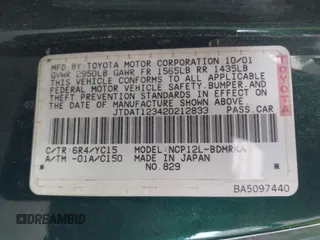 MFD BY: TOYOTA MOTOR CORPORATION 10/01
GVWR 2950LB GAWR FR 1565LB RR 1435LB
THIS VEHICLE CONFORMS TO ALL APPLICABLE
FEDERAL MOTOR VEHICLE SAFETY, BUMPER, AND
THEFT PREVENTION STANDARDS IN EFFECT ON
THE DATE OF MANUFACTURE SHOWN ABOVE.
JTDAT123420212833 PASS.CAR
TOYOTA
C/TR: 6R4/YC15 MODEL: NCP12L-BDMRKA
A/TM: -01A/C150 MADE IN JAPAN
NO. 829
BA5097440
DREAMBID